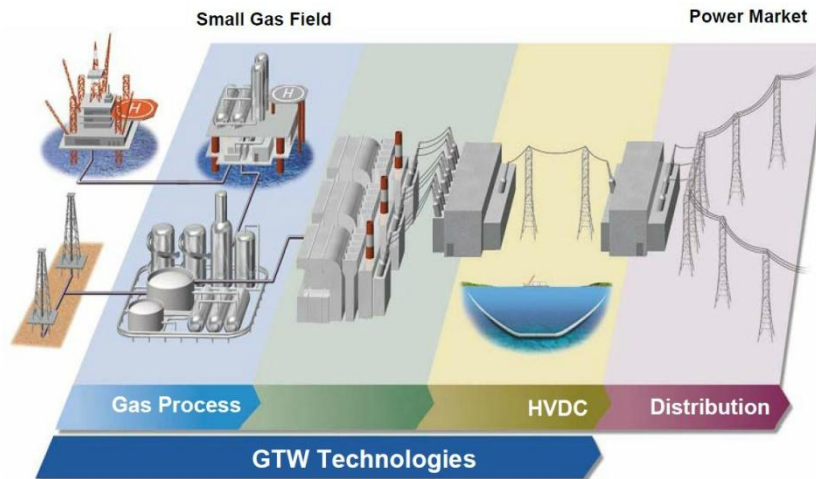 Small Gas Field
Power Market
H
H
Gas Process
HVDC
Distribution
GTW Technologies